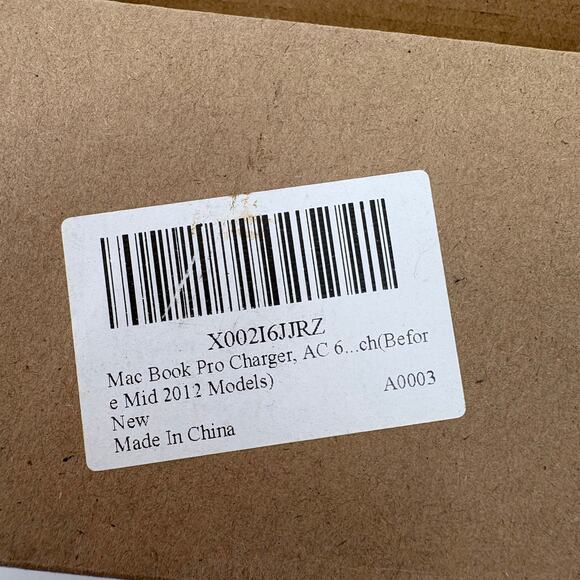 X002I6JJRZ
Mac Book Pro Charger, AC 6...ch(Befor
e Mid 2012 Models)
New
A0003
Made In China